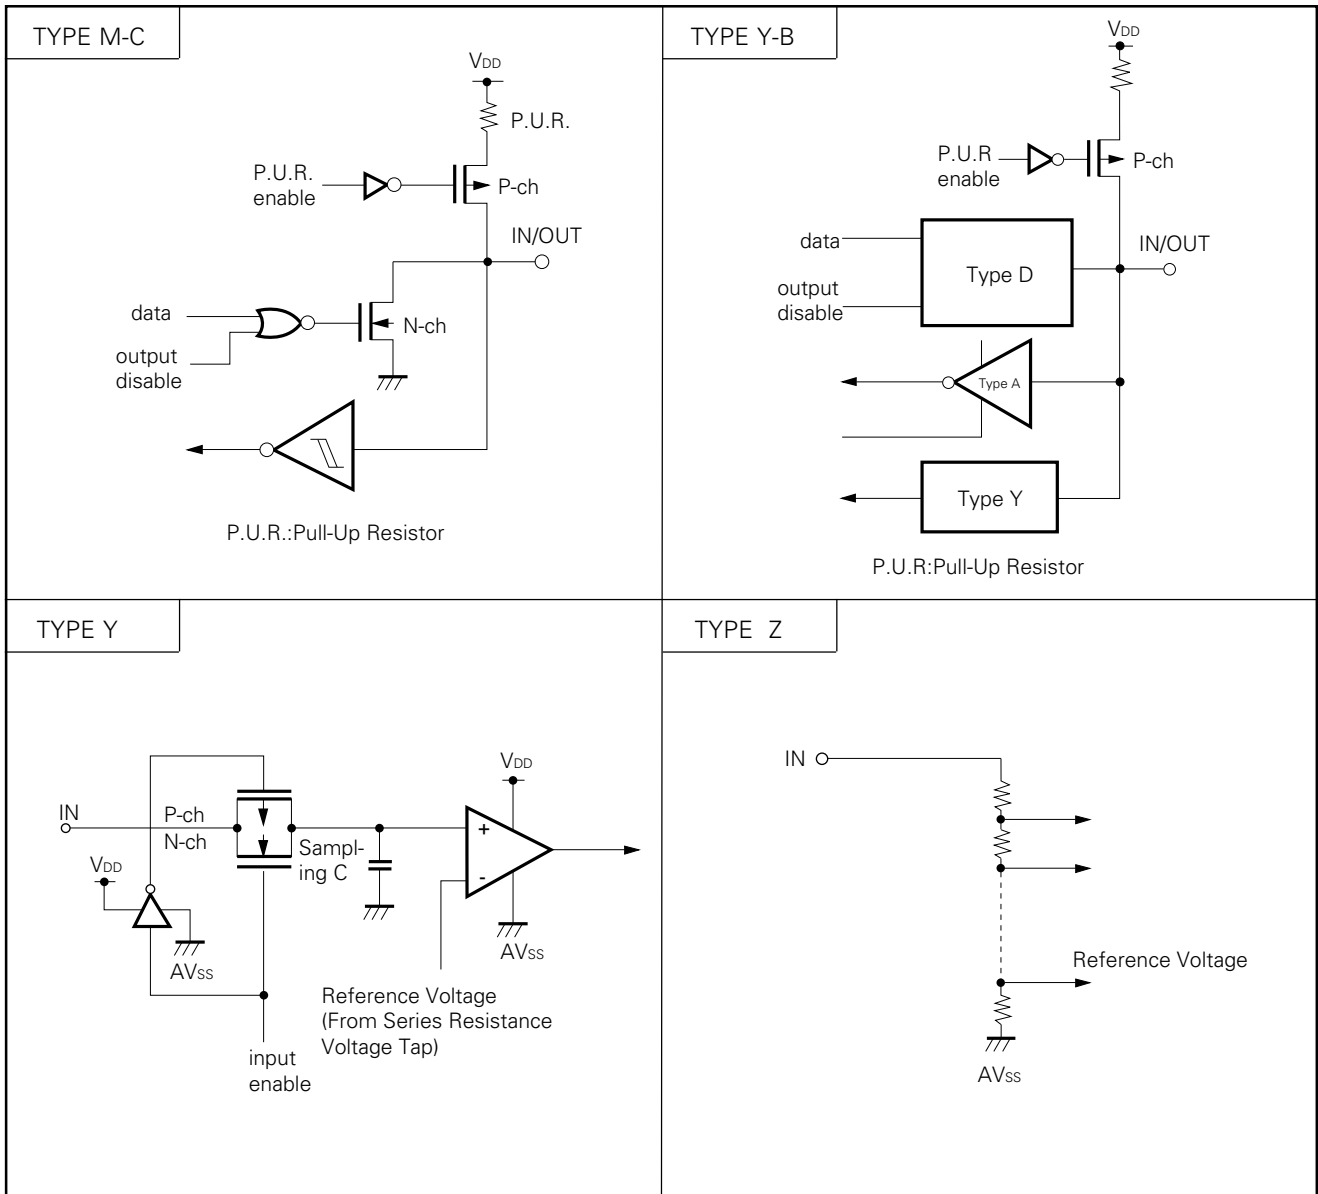 TYPE M-C
VDD
P.U.R.
P.U.R.
enable
P-ch
IN/OUT
data
N-ch
output
disable
P.U.R.:Pull-Up Resistor
TYPE Y-B
VDD
P.U.R
enable
P-ch
data
IN/OUT
Type D
output
disable
Type A
Type Y
P.U.R:Pull-Up Resistor
TYPE Y
VDD
IN
P-ch
N-ch
+
-
Sampl-
ing C
VDD
AVSS
AVSS
Reference Voltage
(From Series Resistance
Voltage Tap)
input
enable
TYPE Z
IN
Reference Voltage
AVSS